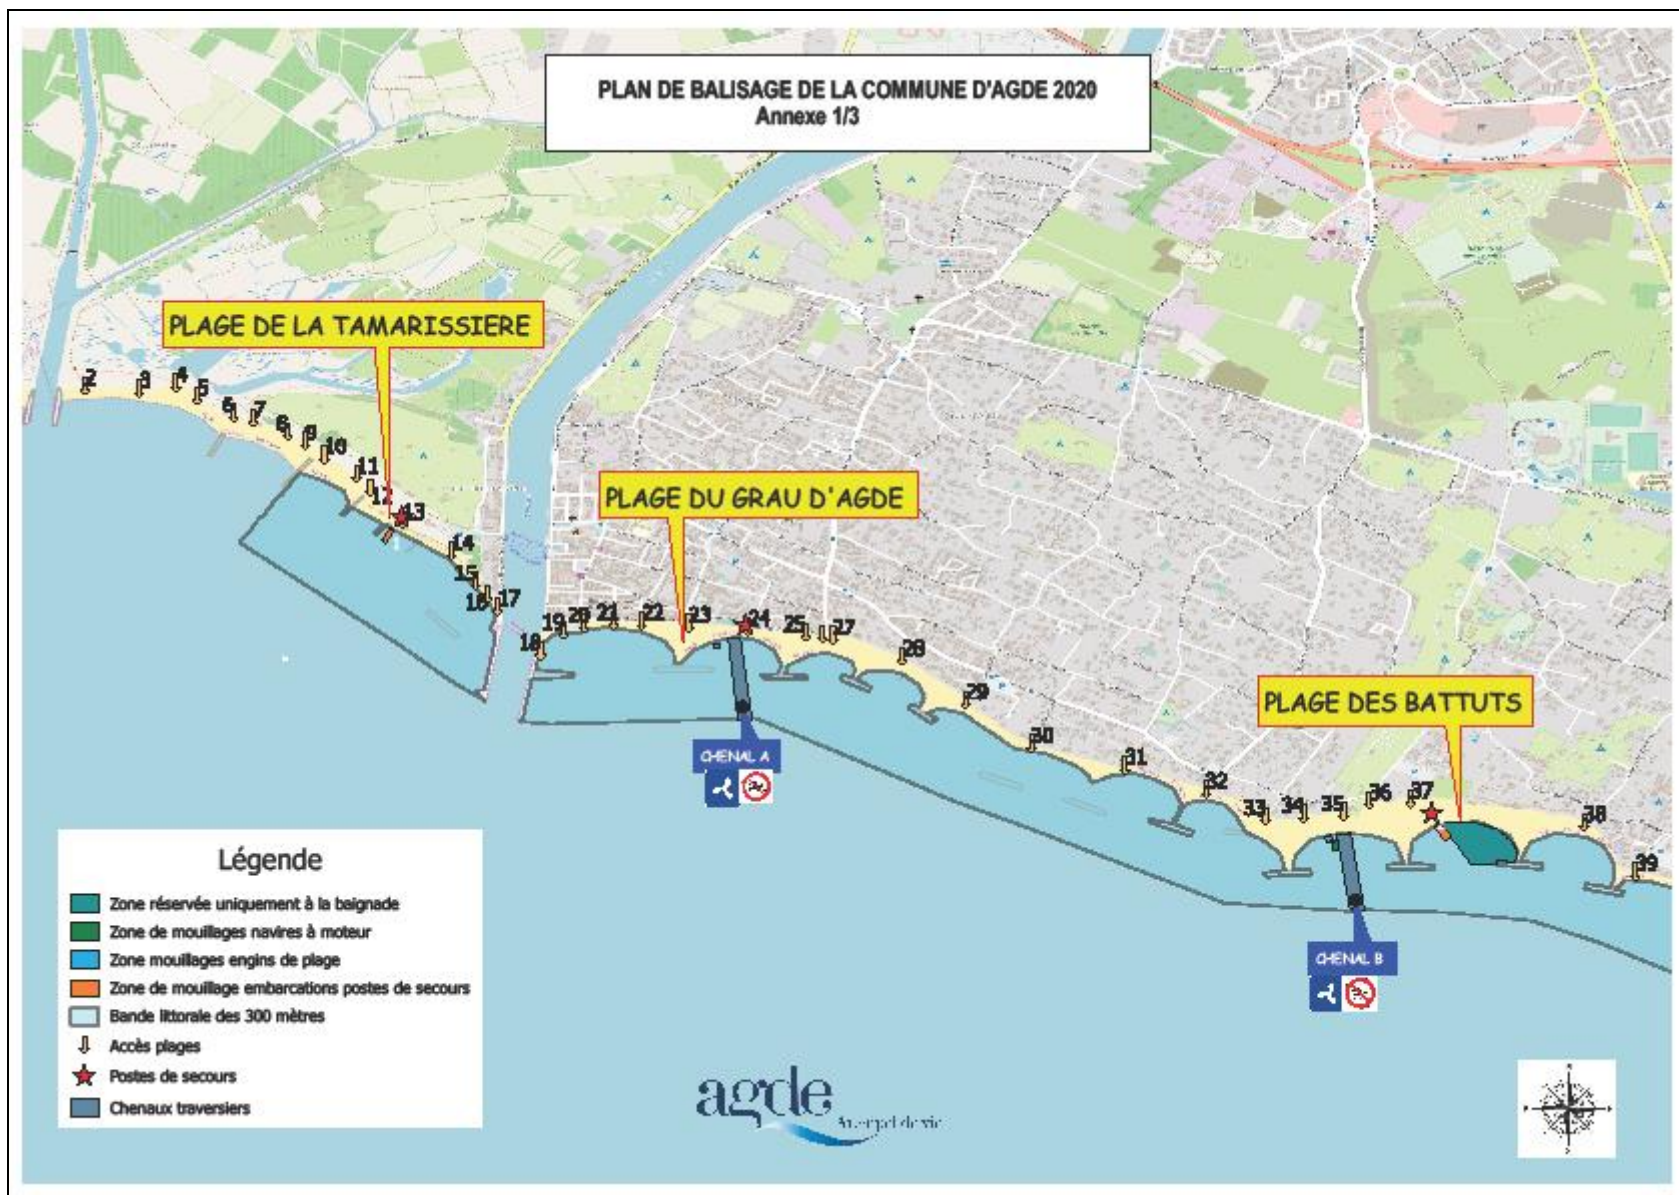 PLAN DE BALISAGE DE LA COMMUNE D'AGDE 2020
Annexe 1/3
PLAGE DE LA TAMARISSIERE
2
3
4
5
6
7
8
9
10
11
12
13
14
15
16
17
PLAGE DU GRAU D'AGDE
18
19
20
21
22
23
24
25
27
28
29
30
31
32
33
34
35
36
37
38
39
PLAGE DES BATTUTS
CHENAL A
CHENAL B
Légende
Zone réservée uniquement à la baignade
Zone de mouillages navires à moteur
Zone mouillages engins de plage
Zone de mouillage embarcations postes de secours
Bande littorale des 300 mètres
Accès plages
Postes de secours
Chenaux traversiers
agde